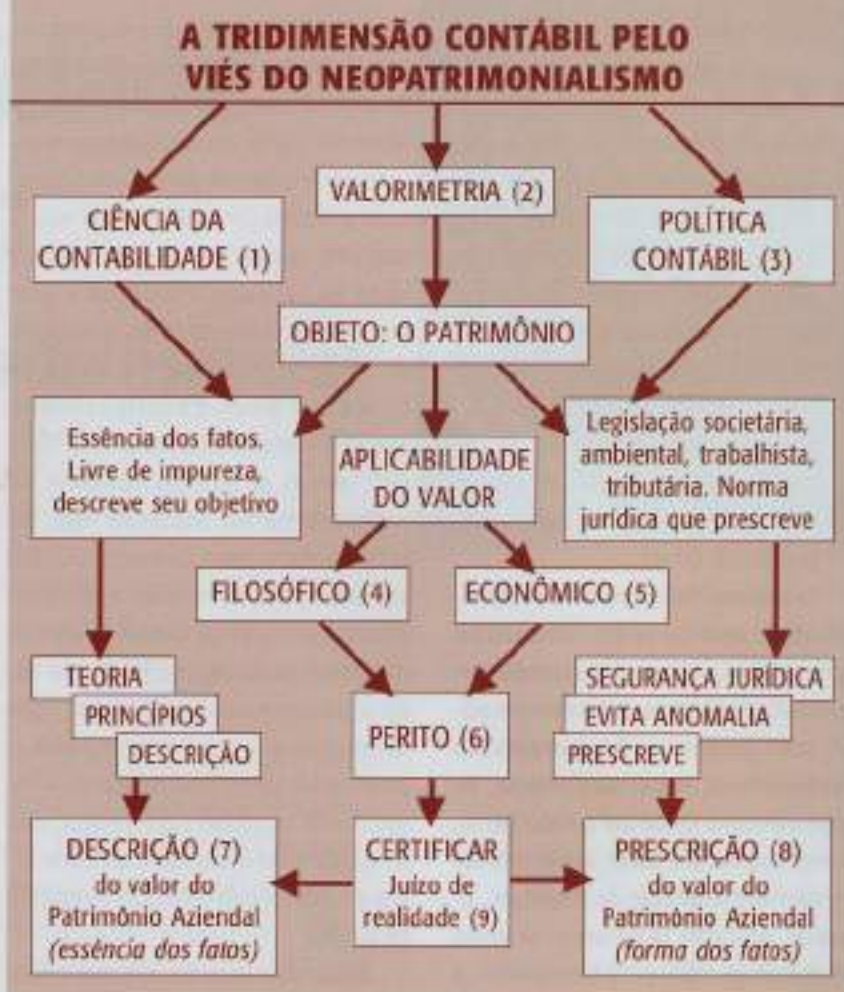 A TRIDIMENSÃO CONTÁBIL PELO
VIÉS DO NEOPATRIMONIALISMO
CIÊNCIA DA
CONTABILIDADE (1)
VALORIMETRIA (2)
POLÍTICA
CONTÁBIL (3)
OBJETO: O PATRIMÔNIO
Essência dos fatos.
Livre de impureza,
descreve seu objetivo
APLICABILIDADE
DO VALOR
Legislação societária,
ambiental, trabalhista,
tributária. Norma
jurídica que prescreve
FILOSÓFICO (4)
ECONÔMICO (5)
TEORIA
PRINCÍPIOS
DESCRIÇÃO
PERITO (6)
SEGURANÇA JURÍDICA
EVITA ANOMALIA
PRESCREVE
DESCRIÇÃO (7)
do valor do
Patrimônio Aziendal
(essência dos fatos)
CERTIFICAR
Juízo de
realidade (9)
PRESCRIÇÃO (8)
do valor do
Patrimônio Aziendal
(forma dos fatos)